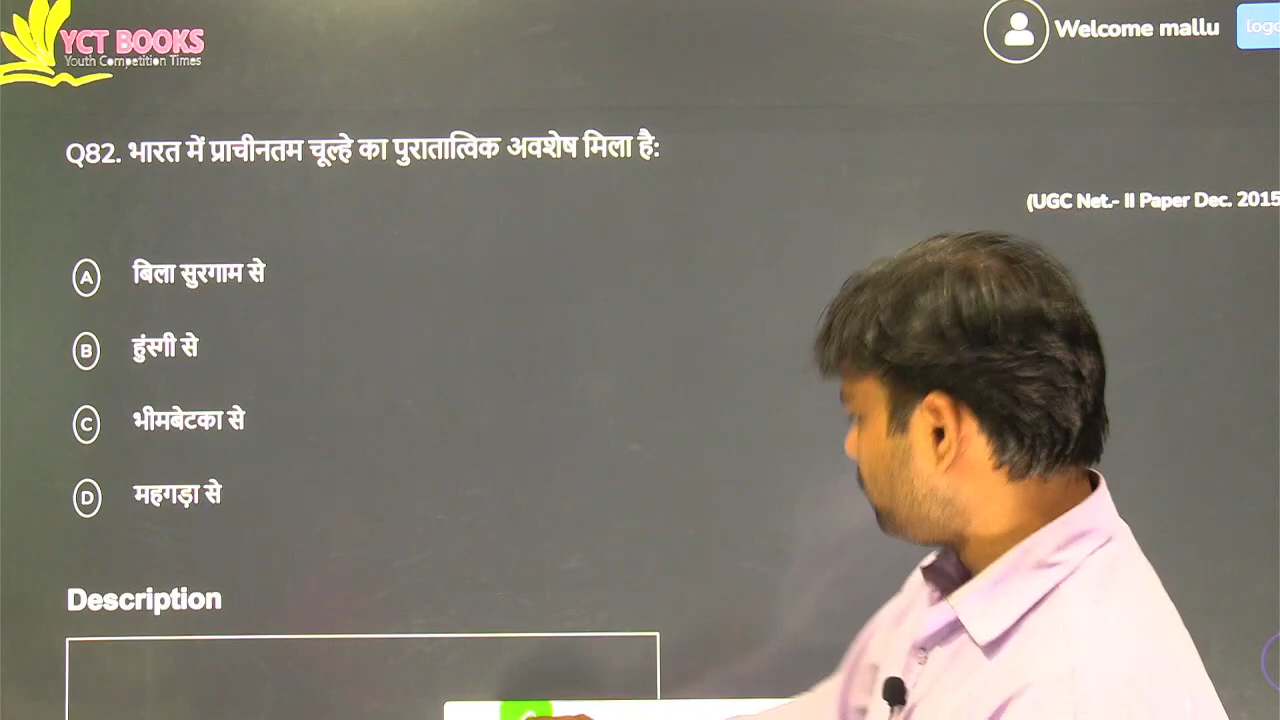 YCT BOOKS
Youth Competition Times
Welcome mallu
Q82. भारत में प्राचीनतम चूल्हे का पुरातात्विक अवशेष मिला है:
(UGC Net.- II Paper Dec. 2015
A बिला सुरगाम से
B हुंस्गी से
C भीमबेटका से
D महगड़ा से
Description